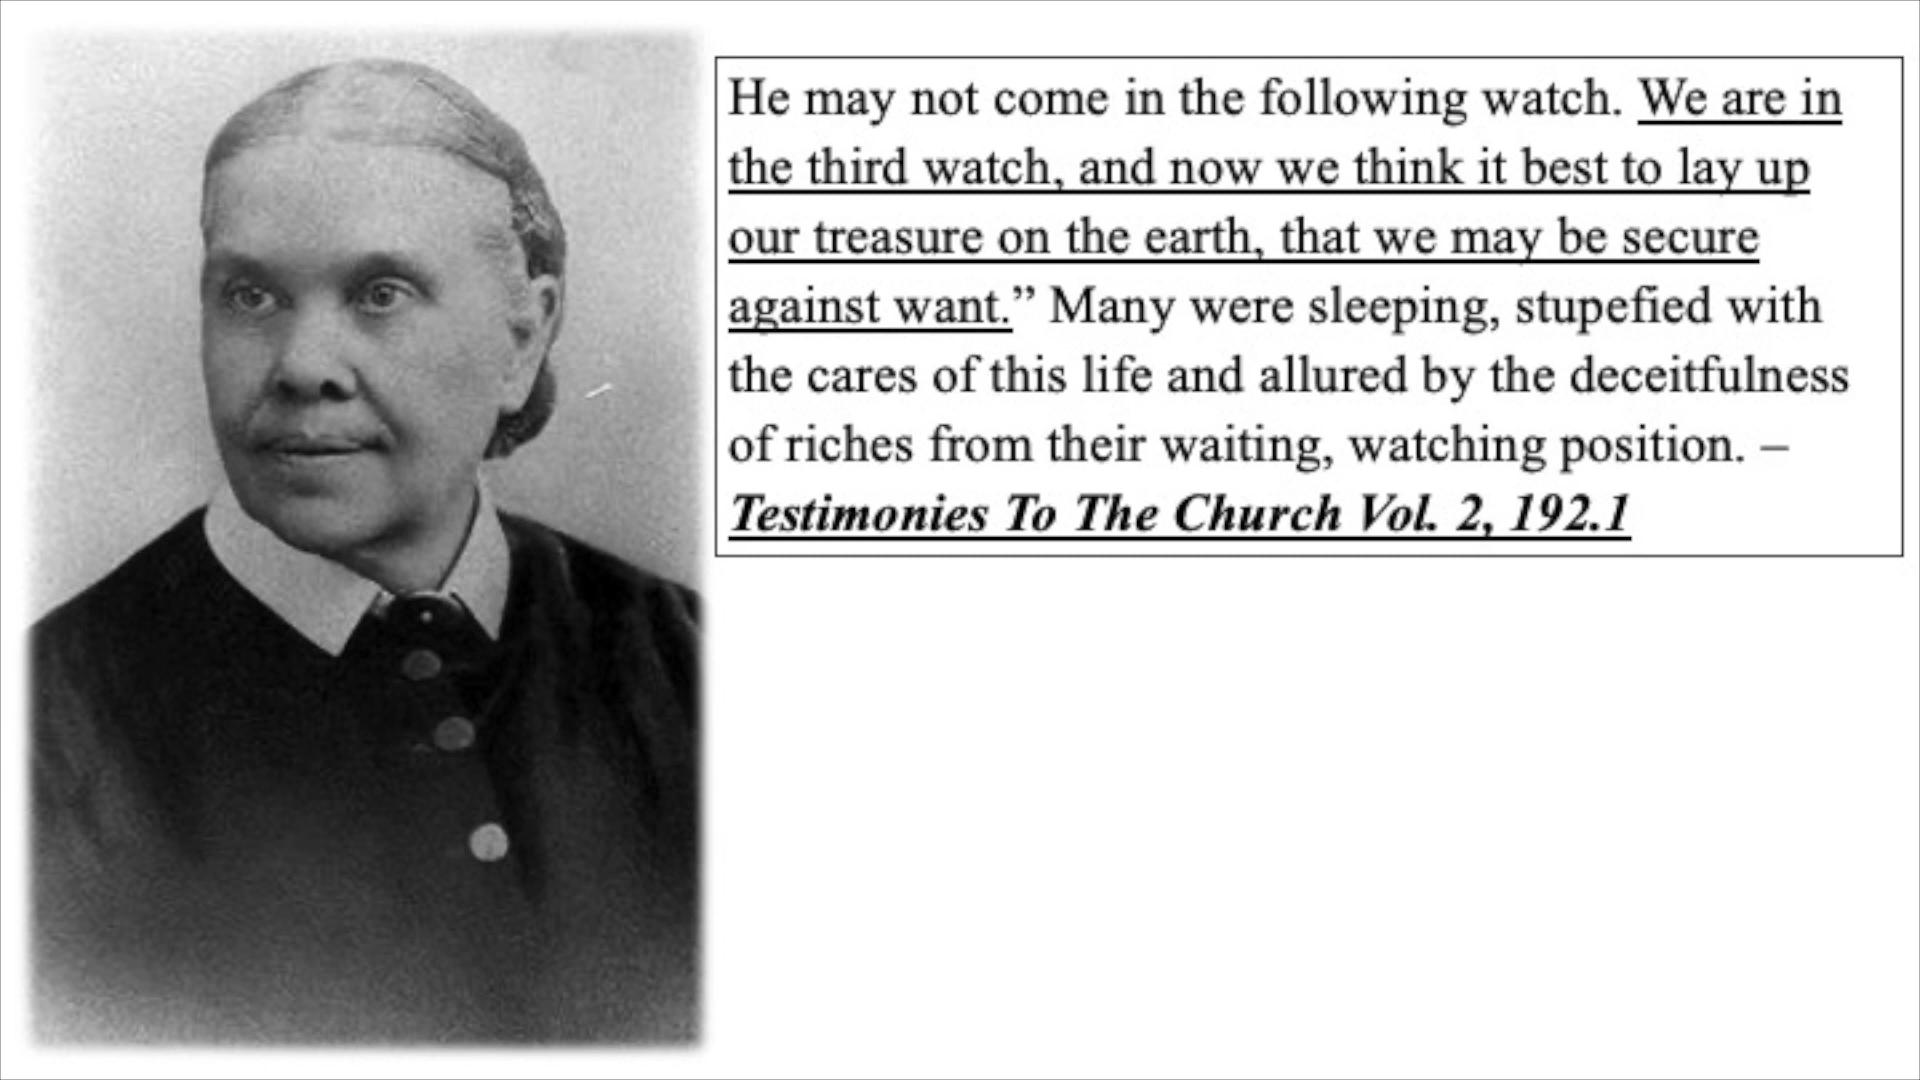 He may not come in the following watch. We are in
the third watch, and now we think it best to lay up
our treasure on the earth, that we may be secure
against want.” Many were sleeping, stupefied with
the cares of this life and allured by the deceitfulness
of riches from their waiting, watching position. –
Testimonies To The Church Vol. 2, 192.1